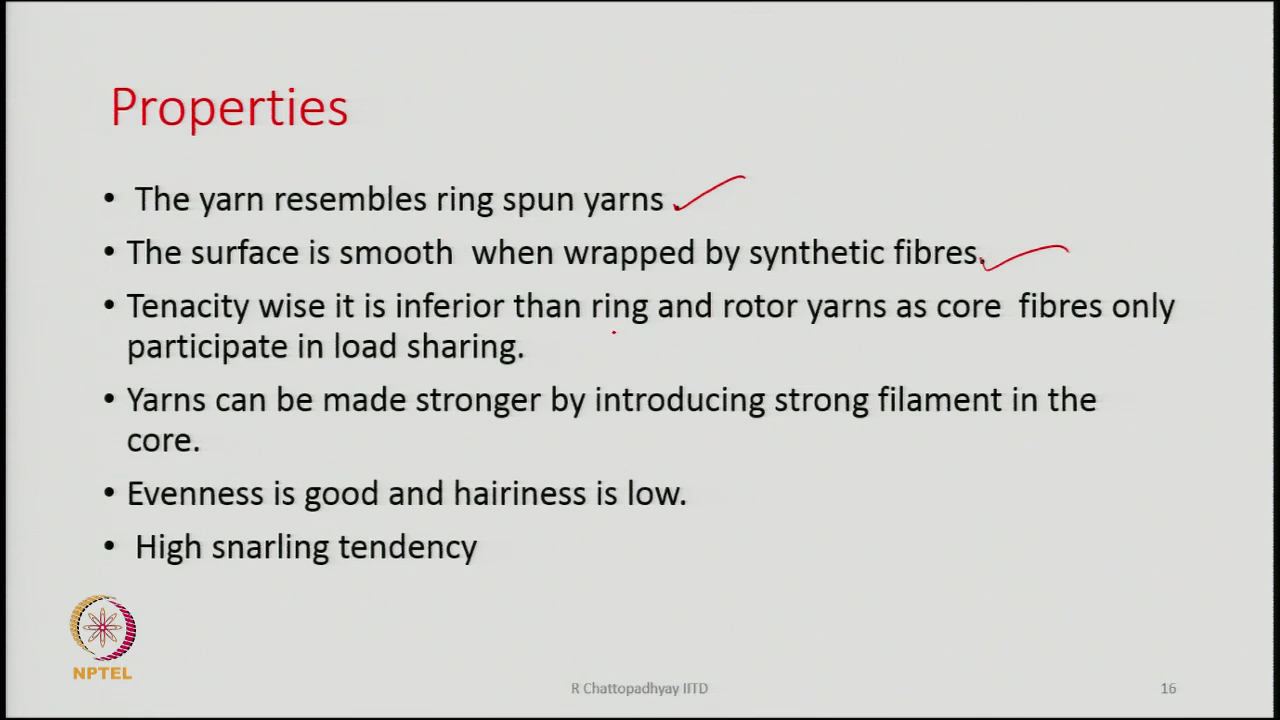 Properties
• The yarn resembles ring spun yarns .
• The surface is smooth when wrapped by synthetic fibres.
• Tenacity wise it is inferior than ring and rotor yarns as core fibres only
participate in load sharing.
• Yarns can be made stronger by introducing strong filament in the
core.
• Evenness is good and hairiness is low.
• High snarling tendency
NPTEL
R Chattopadhyay IITD
16